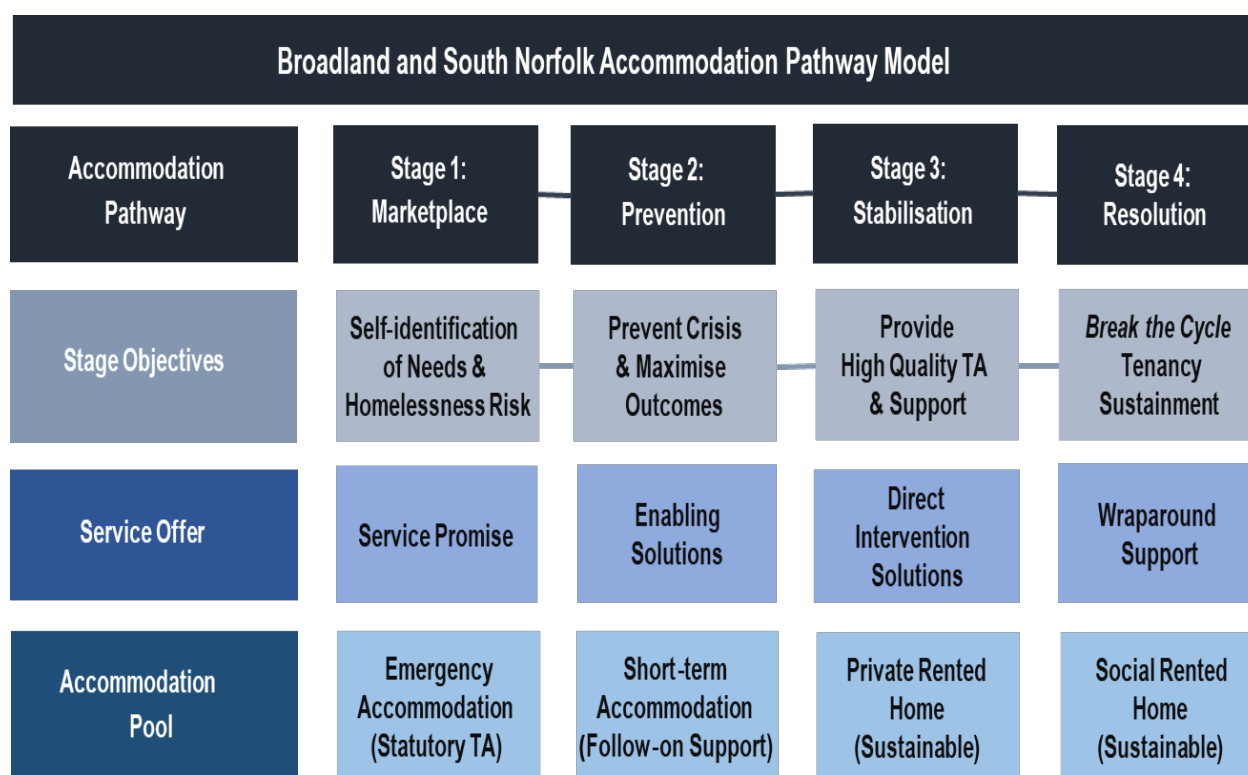 Broadland and South Norfolk Accommodation Pathway Model
Accommodation
Pathway
Stage 1:
Marketplace
Stage 2:
Prevention
Stage 3:
Stabilisation
Stage 4:
Resolution
Stage Objectives
Self-identification
of Needs &
Homelessness Risk
Prevent Crisis
& Maximise
Outcomes
Provide
High Quality TA
& Support
Break the Cycle
Tenancy
Sustainment
Service Offer
Service Promise
Enabling
Solutions
Direct
Intervention
Solutions
Wraparound
Support
Accommodation
Pool
Emergency
Accommodation
(Statutory TA)
Short-term
Accommodation
(Follow-on Support)
Private Rented
Home
(Sustainable)
Social Rented
Home
(Sustainable)